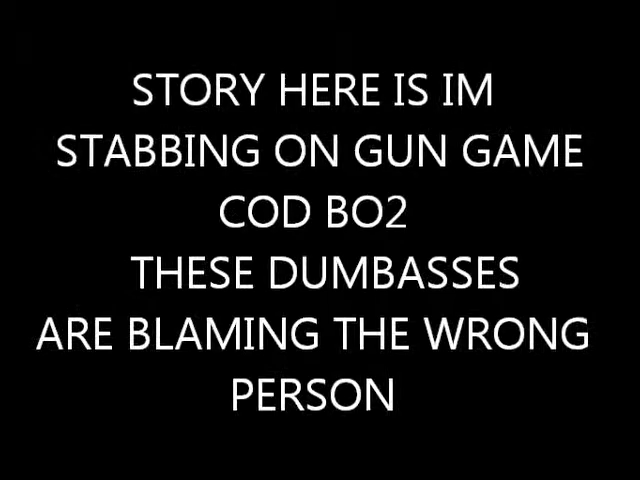 STORY HERE IS IM
STABBING ON GUN GAME
COD BO2
THESE DUMBASSES
ARE BLAMING THE WRONG
PERSON